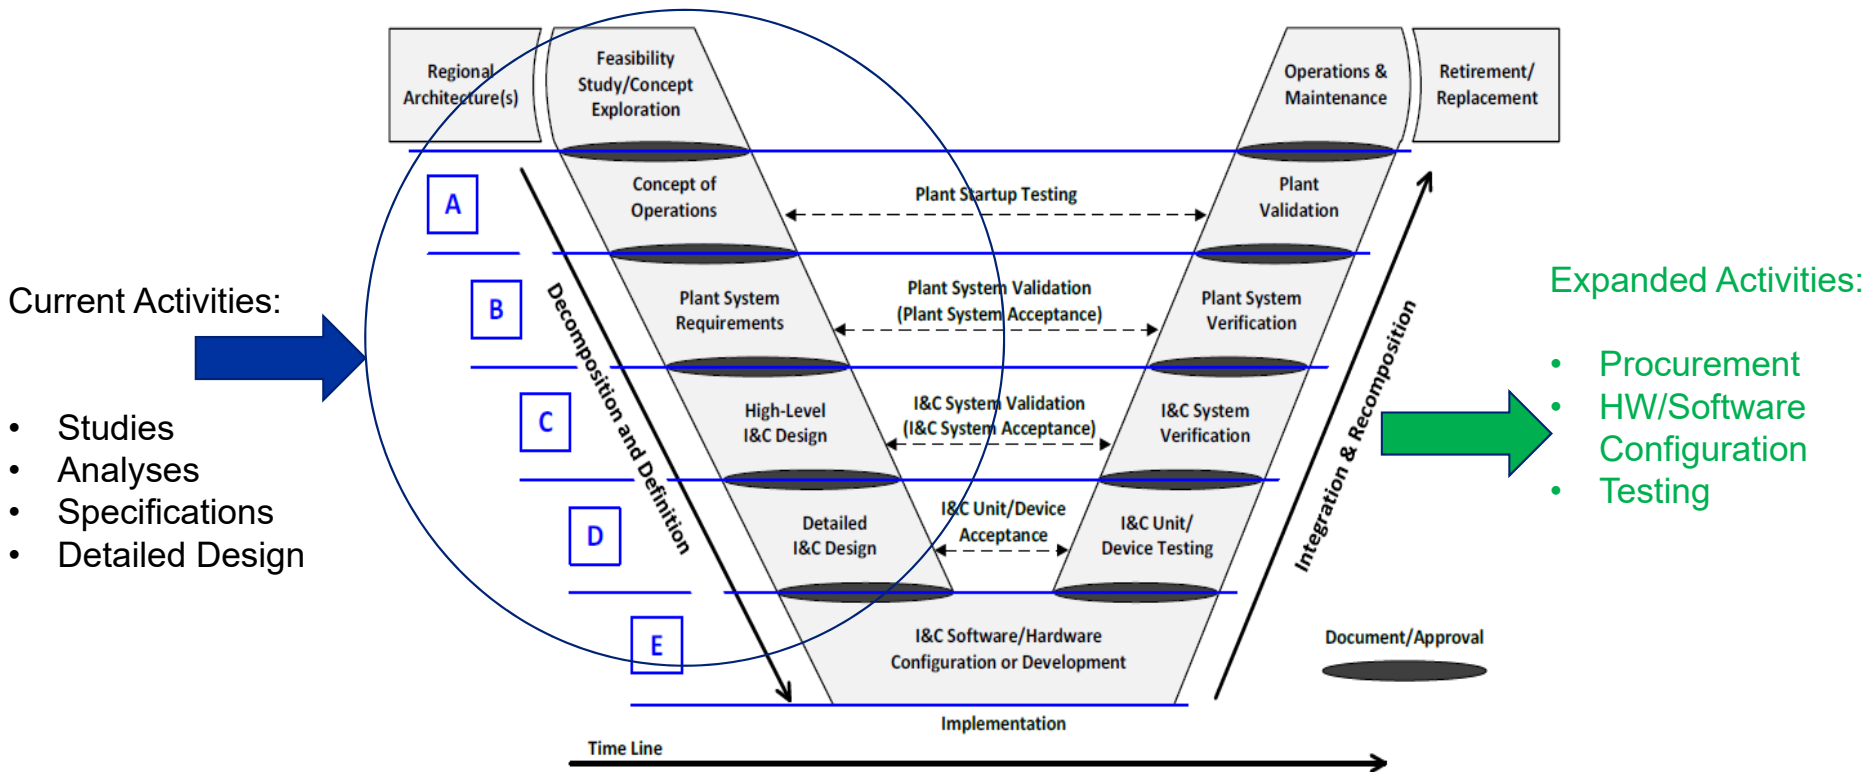 Regional
Architecture(s)
Feasibility
Study/Concept
Exploration
Operations &
Maintenance
Retirement/
Replacement
A
Concept of
Operations
Plant Startup Testing
Plant
Validation
Current Activities:
• Studies
• Analyses
• Specifications
• Detailed Design
B
Plant System
Requirements
Plant System Validation
(Plant System Acceptance)
Plant System
Verification
Decomposition and Definition
Integration & Recomposition
Expanded Activities:
• Procurement
• HW/Software
Configuration
• Testing
C
High-Level
I&C Design
I&C System Validation
(I&C System Acceptance)
I&C System
Verification
D
Detailed
I&C Design
I&C Unit/Device
Acceptance
I&C Unit/
Device Testing
E
I&C Software/Hardware
Configuration or Development
Document/Approval
Implementation
Time Line